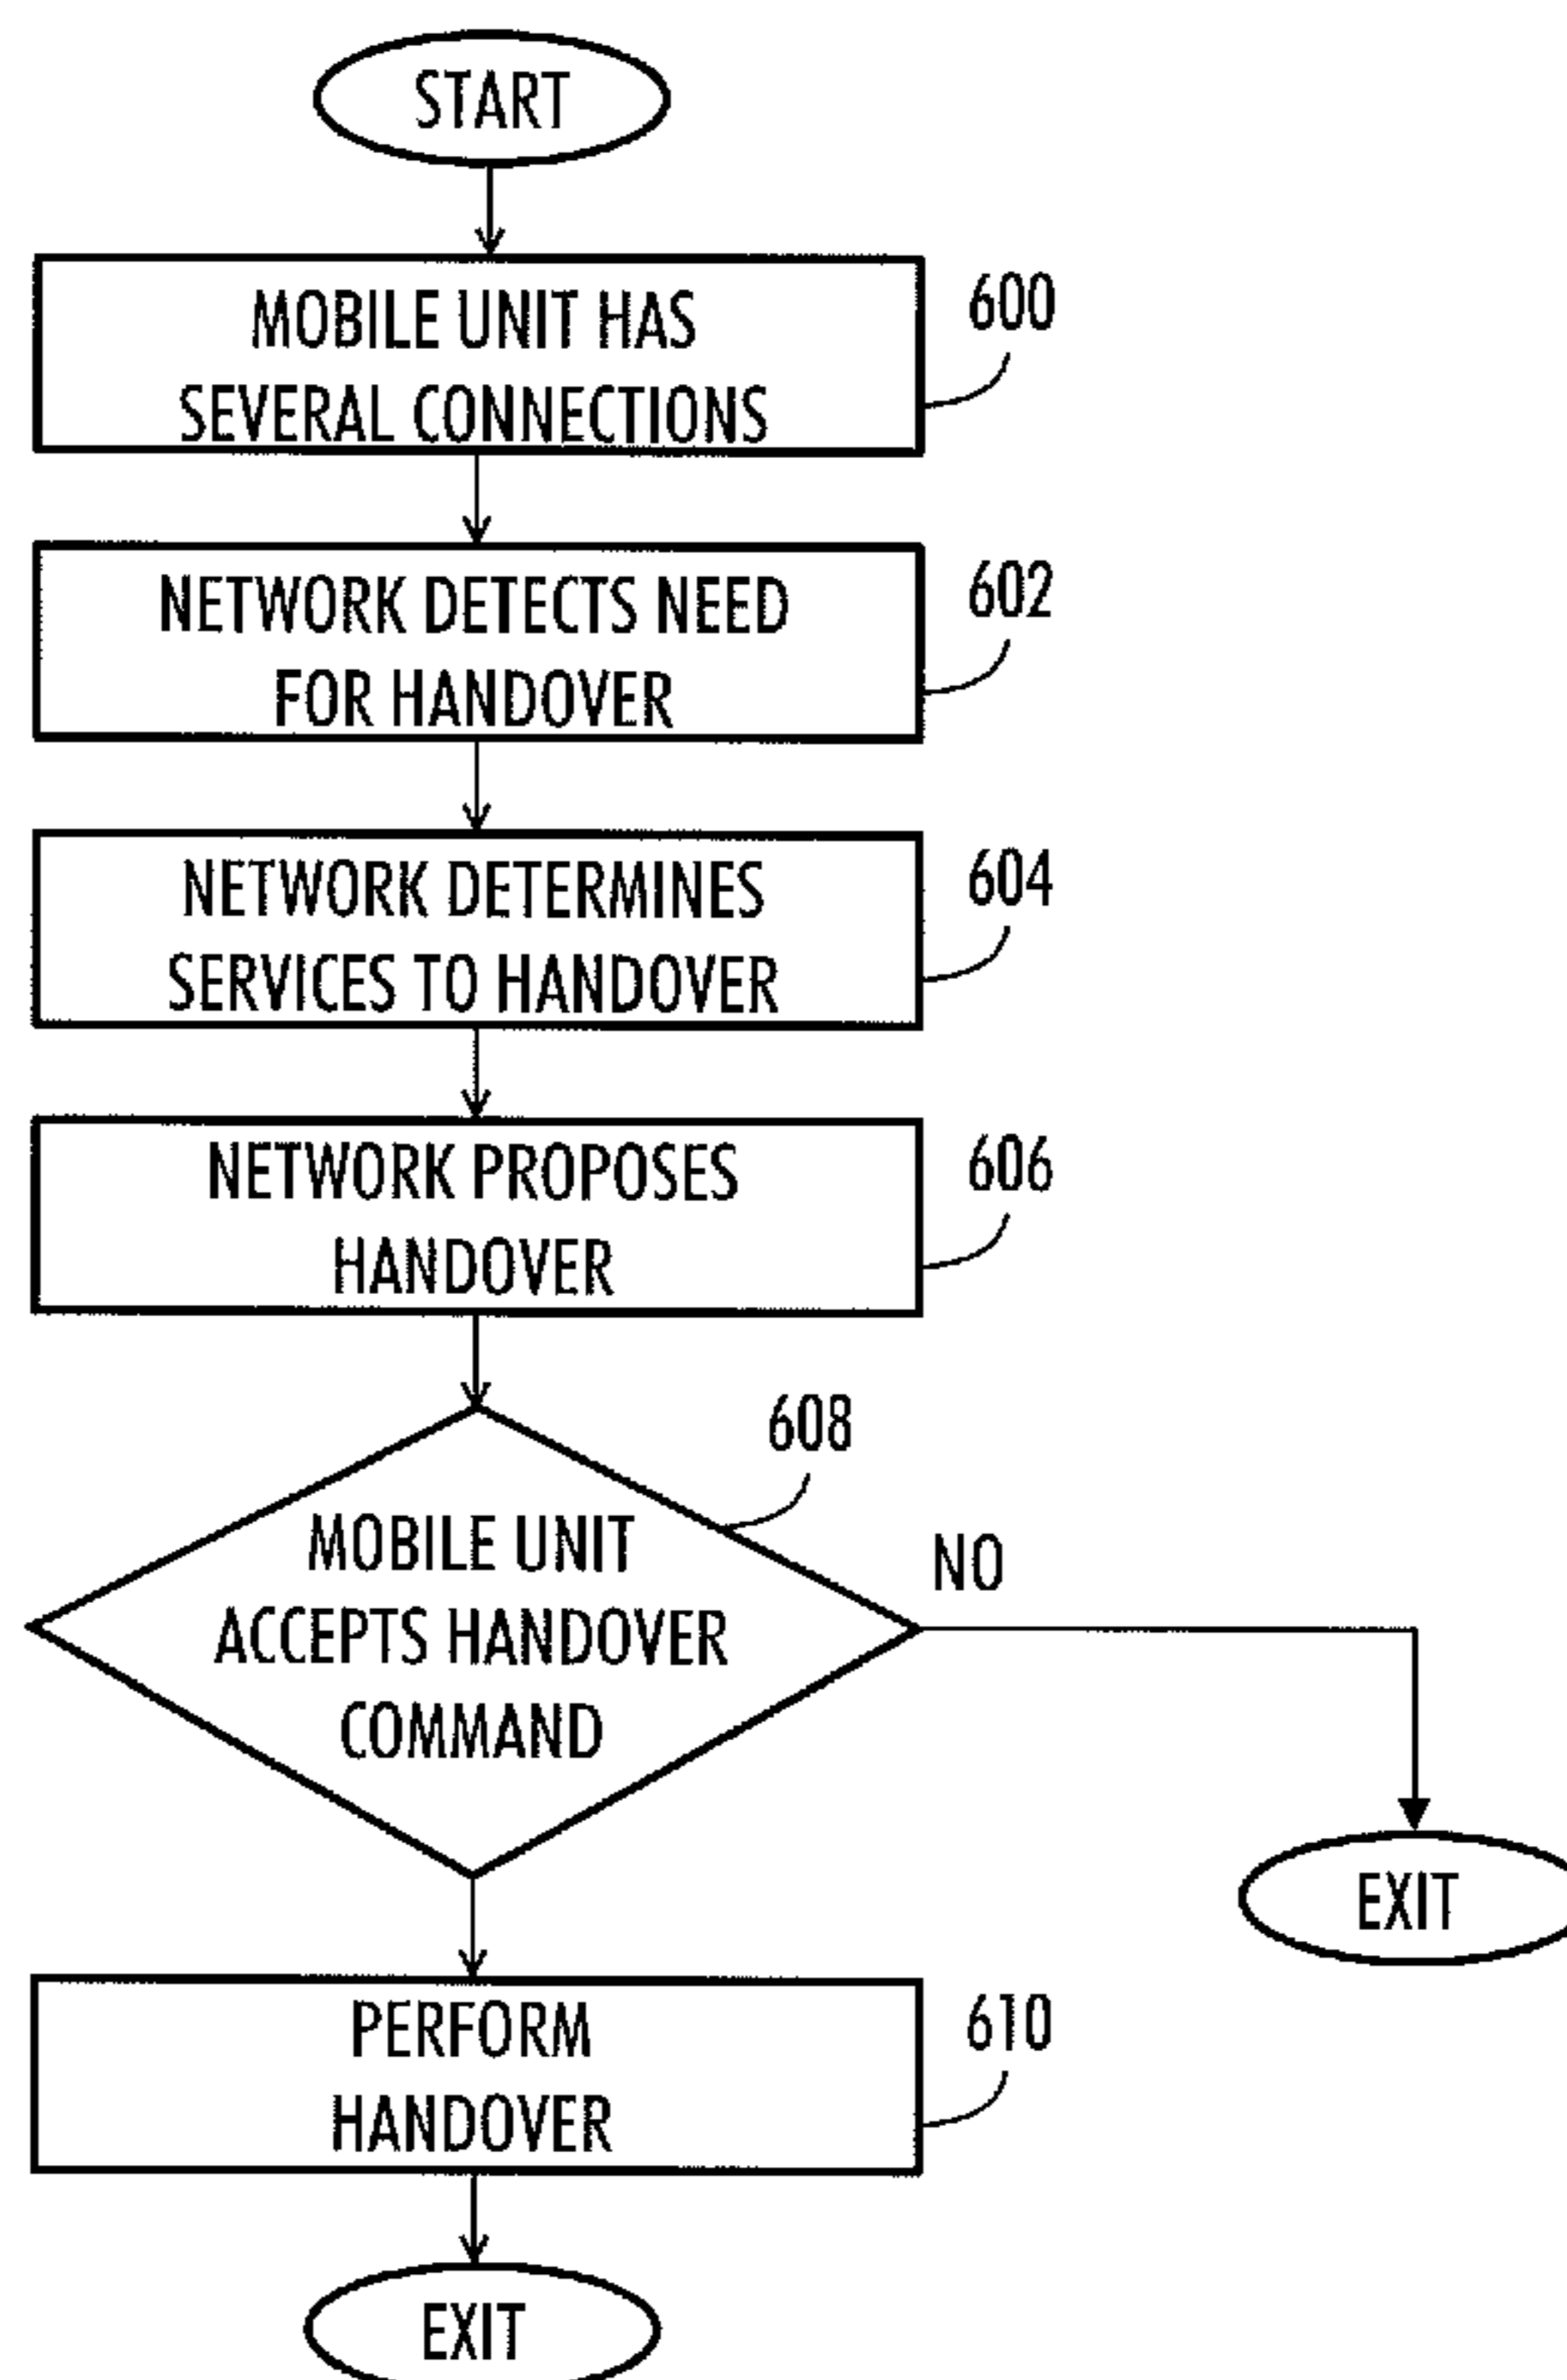 START
MOBILE UNIT HAS
SEVERAL CONNECTIONS
600
NETWORK DETECTS NEED
FOR HANDOVER
602
NETWORK DETERMINES
SERVICES TO HANDOVER
604
NETWORK PROPOSES
HANDOVER
606
608
MOBILE UNIT
ACCEPTS HANDOVER
COMMAND
NO
EXIT
PERFORM
HANDOVER
610
EXIT